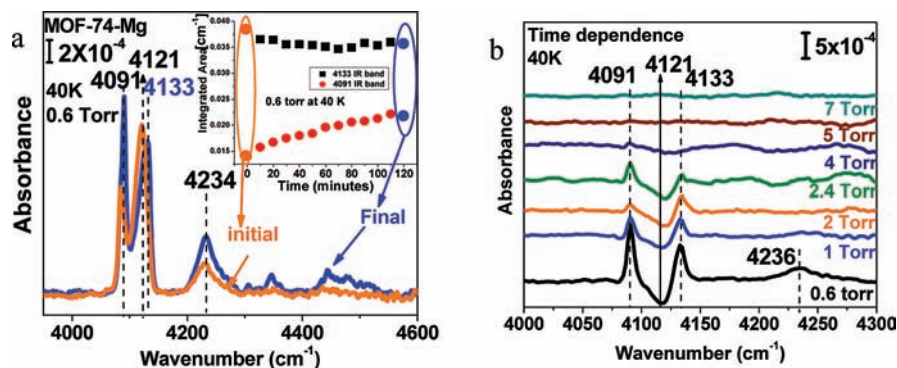 a
MOF-74-Mg
2X10⁻⁴
4091
4121
4133
40K
0.6 Torr
Absorbance
4234
initial
Final
4000 4200 4400 4600
Wavenumber (cm⁻¹)
Integrated Area[cm⁻¹]
0.040
0.035
0.030
0.025
0.020
0.015
4133 IR band
4091 IR band
0.6 torr at 40 K
0 20 40 60 80 100 120
Time (minutes)
b
Time dependence
40K
5x10⁻⁴
4091
4121
4133
7 Torr
5 Torr
4 Torr
2.4 Torr
2 Torr
1 Torr
4236
0.6 torr
Absorbance
4000 4050 4100 4150 4200 4250 4300
Wavenumber (cm⁻¹)